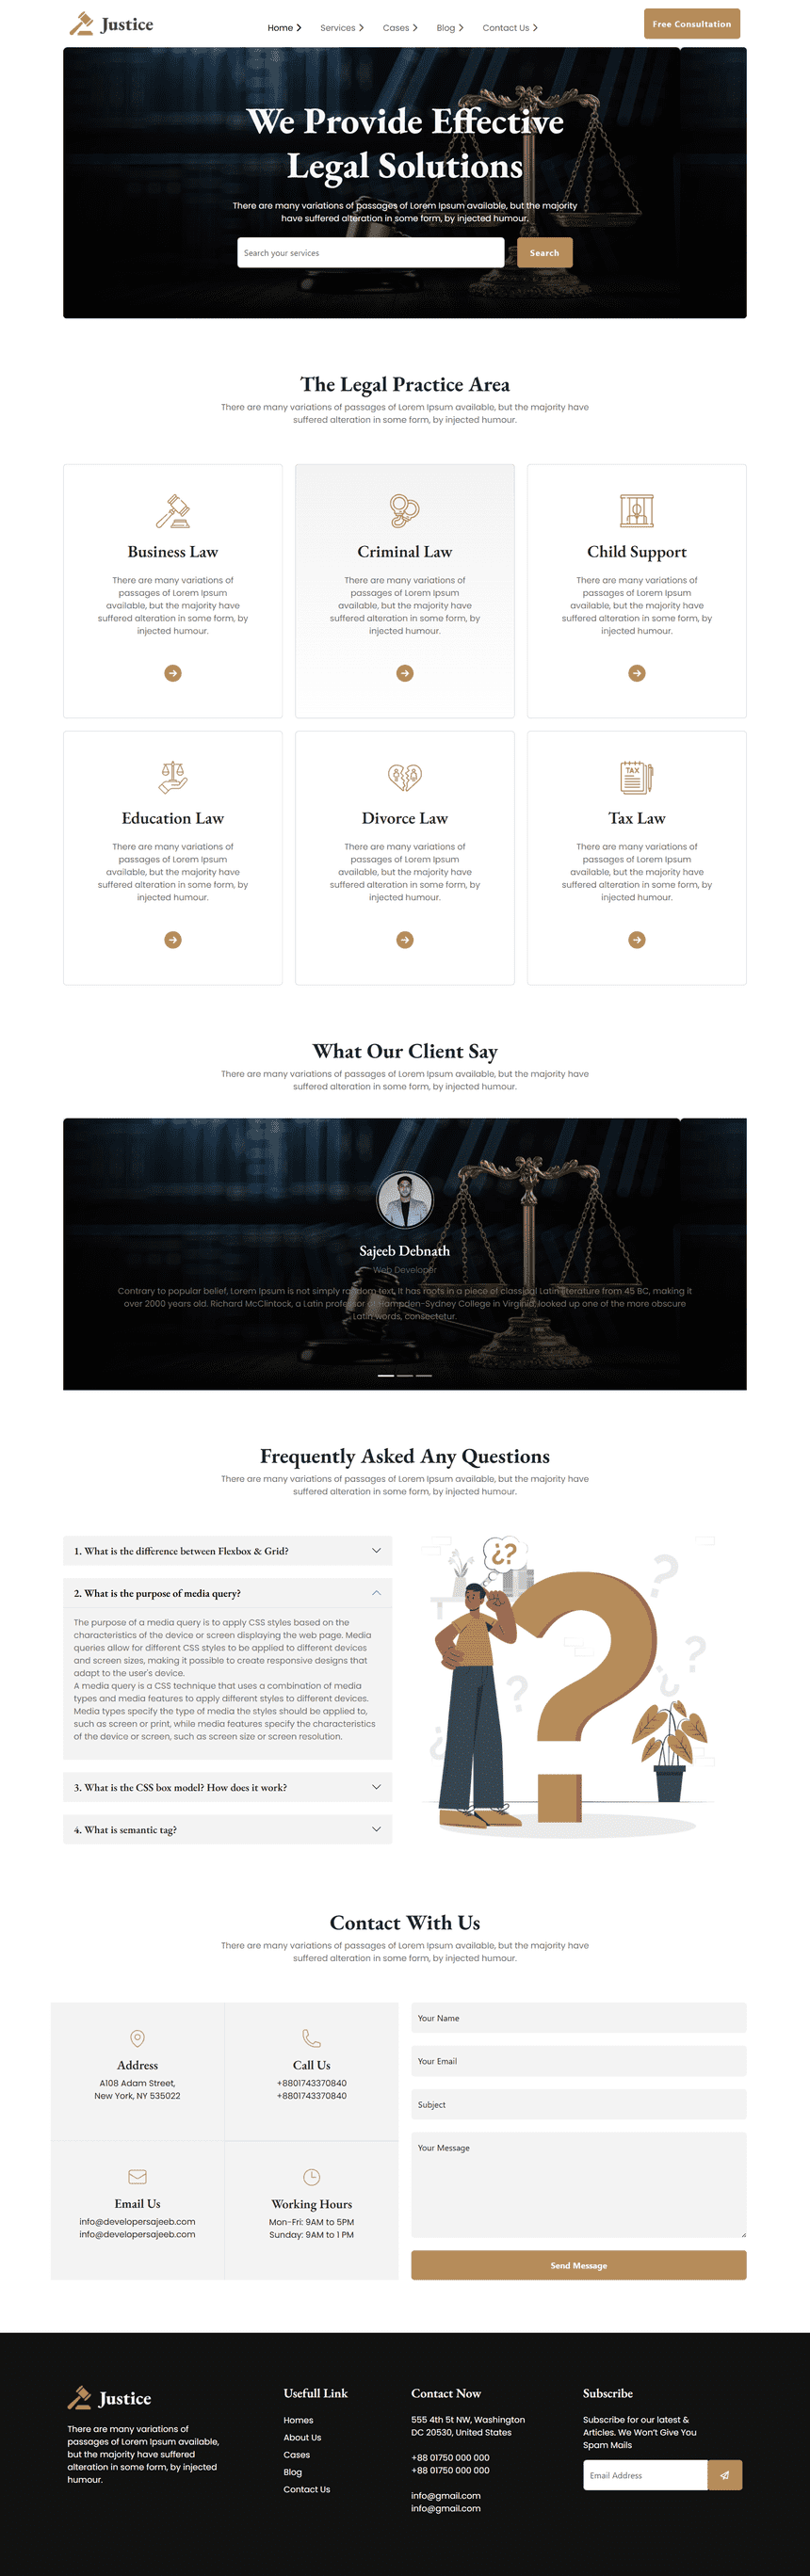 Justice
Home
Services
Cases
Blog
Contact Us
Free Consultation
We Provide Effective
Legal Solutions
There are many variations of passages of Lorem Ipsum available, but the majority
have suffered alteration in some form, by injected humour.
Search your services
Search
The Legal Practice Area
There are many variations of passages of Lorem Ipsum available, but the majority have
suffered alteration in some form, by injected humour.
Business Law
There are many variations of
passages of Lorem Ipsum
available, but the majority have
suffered alteration in some form, by
injected humour.
Criminal Law
There are many variations of
passages of Lorem Ipsum
available, but the majority have
suffered alteration in some form, by
injected humour.
Child Support
There are many variations of
passages of Lorem Ipsum
available, but the majority have
suffered alteration in some form, by
injected humour.
Education Law
There are many variations of
passages of Lorem Ipsum
available, but the majority have
suffered alteration in some form, by
injected humour.
Divorce Law
There are many variations of
passages of Lorem Ipsum
available, but the majority have
suffered alteration in some form, by
injected humour.
TAX
Tax Law
There are many variations of
passages of Lorem Ipsum
available, but the majority have
suffered alteration in some form, by
injected humour.
What Our Client Say
There are many variations of passages of Lorem Ipsum available, but the majority have
suffered alteration in some form, by injected humour.
Sajeeb Debnath
Web Developer
Contrary to popular belief, Lorem Ipsum is not simply random text. It has roots in a piece of classical Latin literature from 45 BC, making it
over 2000 years old. Richard McClintock, a Latin professor at Hampden-Sydney College in Virginia, looked up one of the more obscure
Latin words, consectetur.
Frequently Asked Any Questions
There are many variations of passages of Lorem Ipsum available, but the majority have
suffered alteration in some form, by injected humour.
1. What is the difference between Flexbox & Grid?
2. What is the purpose of media query?
The purpose of a media query is to apply CSS styles based on the
characteristics of the device or screen displaying the web page. Media
queries allow for different CSS styles to be applied to different devices
and screen sizes, making it possible to create responsive designs that
adapt to the user's device.
A media query is a CSS technique that uses a combination of media
types and media features to apply different styles to different devices.
Media types specify the type of media the styles should be applied to,
such as screen or print, while media features specify the characteristics
of the device or screen, such as screen size or screen resolution.
3. What is the CSS box model? How does it work?
4. What is semantic tag?
¿?
?
Contact With Us
There are many variations of passages of Lorem Ipsum available, but the majority have
suffered alteration in some form, by injected humour.
Address
A108 Adam Street,
New York, NY 535022
Call Us
+8801743370840
+8801743370840
Email Us
info@developersajeeb.com
info@developersajeeb.com
Working Hours
Mon-Fri: 9AM to 5PM
Sunday: 9AM to 1 PM
Your Name
Your Email
Subject
Your Message
Send Message
Justice
There are many variations of
passages of Lorem Ipsum available,
but the majority have suffered
alteration in some form, by injected
humour.
Usefull Link
Homes
About Us
Cases
Blog
Contact Us
Contact Now
555 4th 5t NW, Washington
DC 20530, United States
+88 01750 000 000
+88 01750 000 000
info@gmail.com
info@gmail.com
Subscribe
Subscribe for our latest &
Articles. We Won't Give You
Spam Mails
Email Address